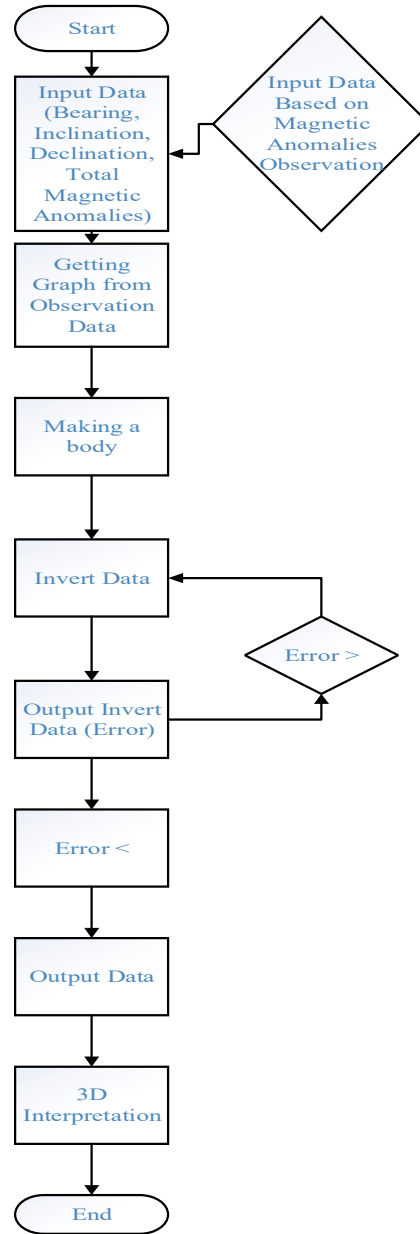 Start
Input Data
(Bearing,
Inclination,
Declination,
Total
Magnetic
Anomalies)
Input Data
Based on
Magnetic
Anomalies
Observation
Getting
Graph from
Observation
Data
Making a
body
Invert Data
Error >
Output Invert
Data (Error)
Error <
Output Data
3D
Interpretation
End